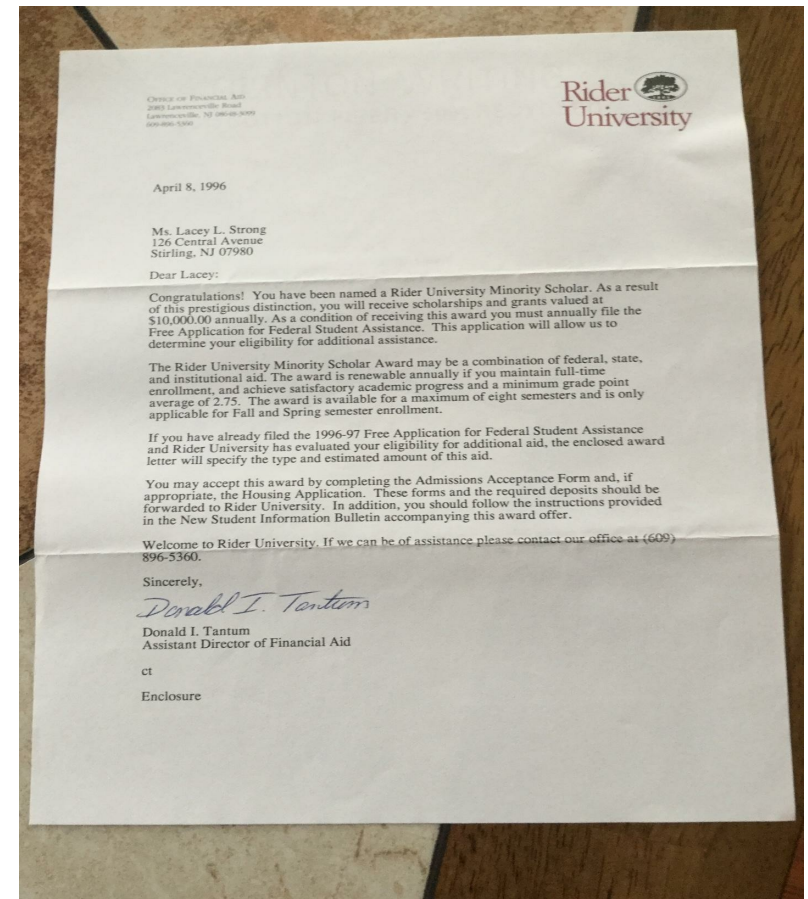 OFFICE OF FINANCIAL AID
2083 Lawrenceville Road
Lawrenceville, NJ
609-896-5360
Rider
University
April 8, 1996
Ms. Lacey L. Strong
126 Central Avenue
Stirling, NJ 07980
Dear Lacey:
Congratulations! You have been named a Rider University Minority Scholar. As a result
of this prestigious distinction, you will receive scholarships and grants valued at
$10,000.00 annually. As a condition of receiving this award you must annually file the
Free Application for Federal Student Assistance. This application will allow us to
determine your eligibility for additional assistance.
The Rider University Minority Scholar Award may be a combination of federal, state,
and institutional aid. The award is renewable annually if you maintain full-time
enrollment, and achieve satisfactory academic progress and a minimum grade point
average of 2.75. The award is available for a maximum of eight semesters and is only
applicable for Fall and Spring semester enrollment.
If you have already filed the 1996-97 Free Application for Federal Student Assistance
and Rider University has evaluated your eligibility for additional aid, the enclosed award
letter will specify the type and estimated amount of this aid.
You may accept this award by completing the Admissions Acceptance Form and, if
appropriate, the Housing Application. These forms and the required deposits should be
forwarded to Rider University. In addition, you should follow the instructions provided
in the New Student Information Bulletin accompanying this award offer.
Welcome to Rider University. If we can be of assistance please contact our office at (609)
896-5360.
Sincerely,
Donald I. Tantum
Donald I. Tantum
Assistant Director of Financial Aid
ct
Enclosure